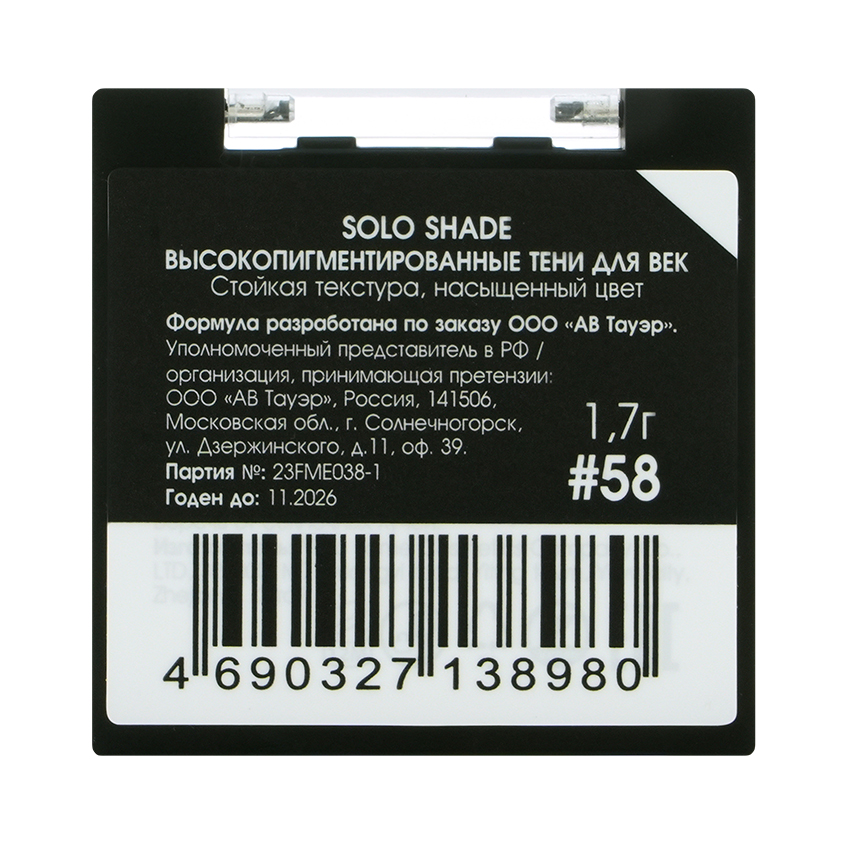 SOLO SHADE
ВЫСОКОПИГМЕНТИРОВАННЫЕ ТЕНИ ДЛЯ ВЕК
Стойкая текстура, насыщенный цвет
Формула разработана по заказу ООО «АВ Тауэр».
Уполномоченный представитель в РФ /
организация, принимающая претензии:
ООО «АВ Тауэр», Россия, 141506,
Московская обл., г. Солнечногорск,
ул. Дзержинского, д.11, оф. 39.
Партия №: 23FME038-1
Годен до: 11.2026
1,7г
#58
4 690327 138980